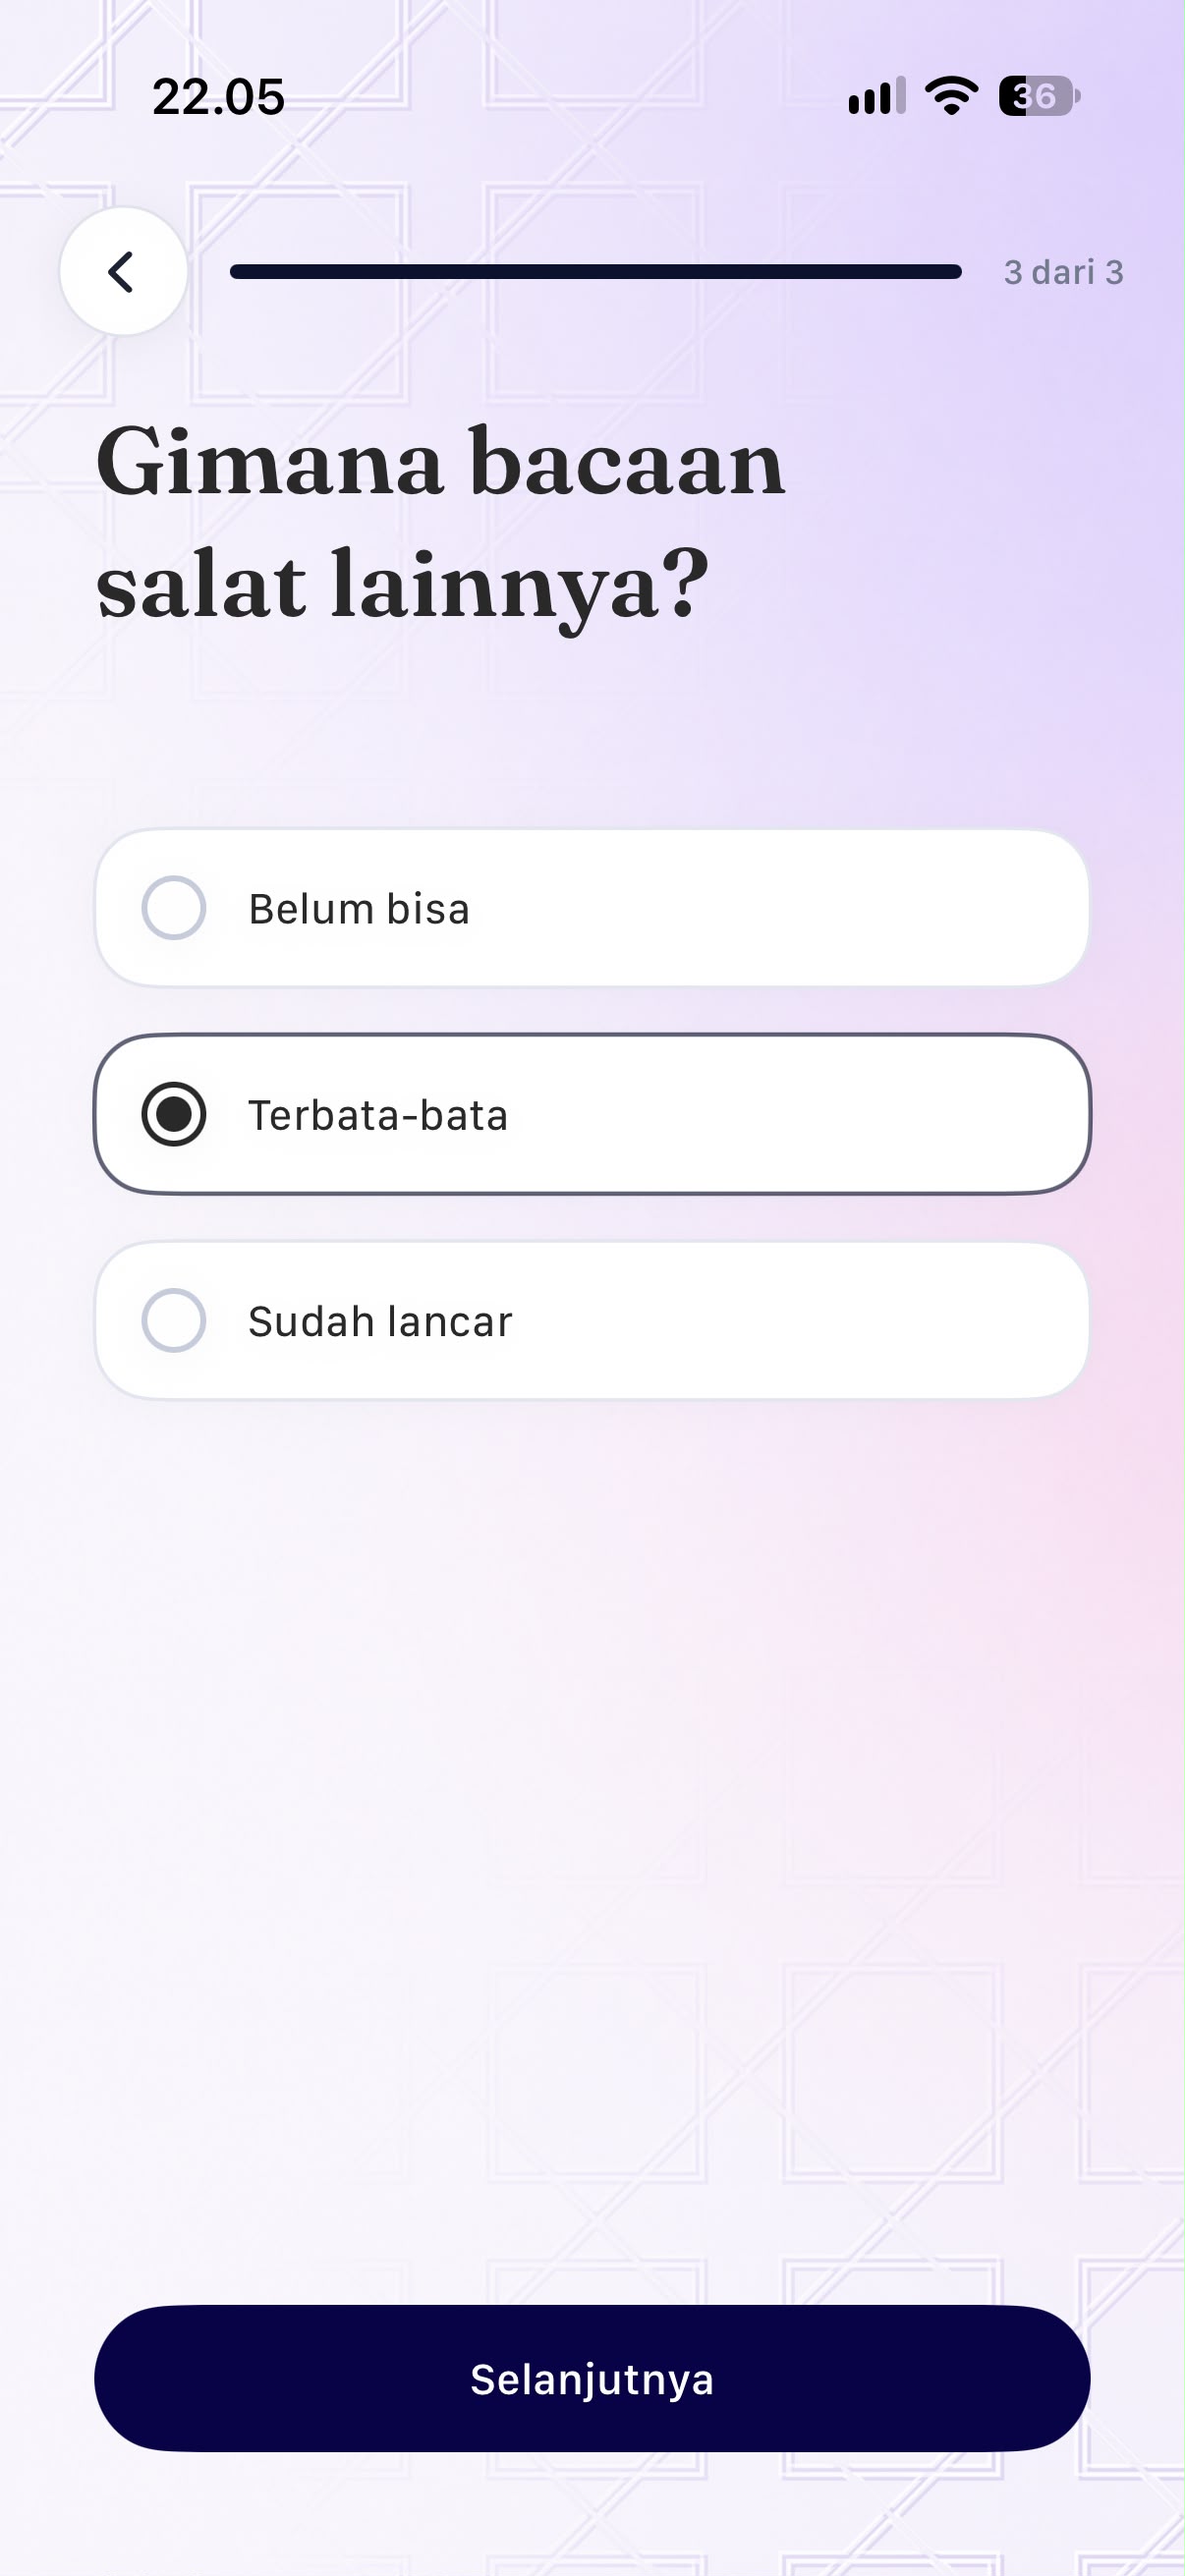 22.05
36
3 dari 3
Gimana bacaan
salat lainnya?
Belum bisa
Terbata-bata
Sudah lancar
Selanjutnya